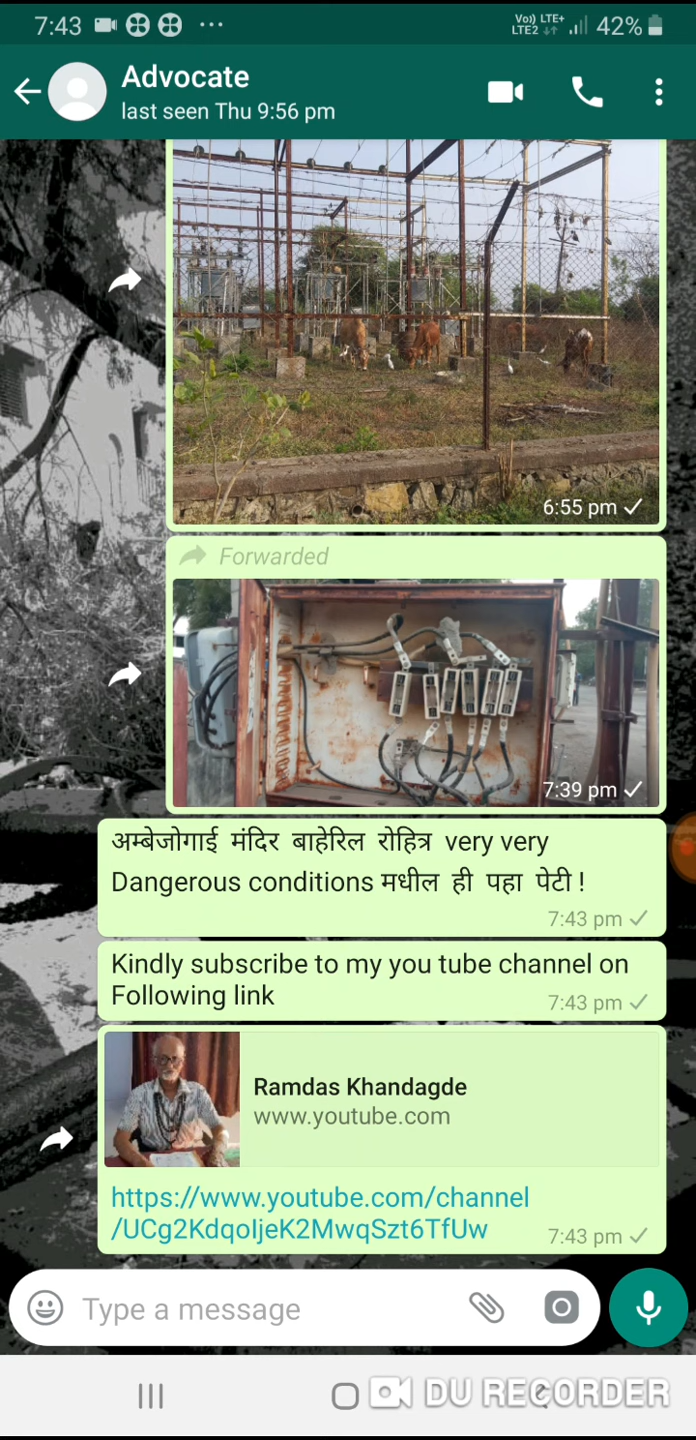 7:43
Vo)) LTE+
LTE2
42%
Advocate
last seen Thu 9:56 pm
6:55 pm
Forwarded
7:39 pm
अम्बेजोगाई मंदिर बाहेरिल रोहित्र very very
Dangerous conditions मधील ही पहा पेटी !
7:43 pm
Kindly subscribe to my you tube channel on
Following link
7:43 pm
Ramdas Khandagde
www.youtube.com
https://www.youtube.com/channel
/UCg2KdqoIjeK2MwqSzt6TfUw
7:43 pm
Type a message
DU RECORDER